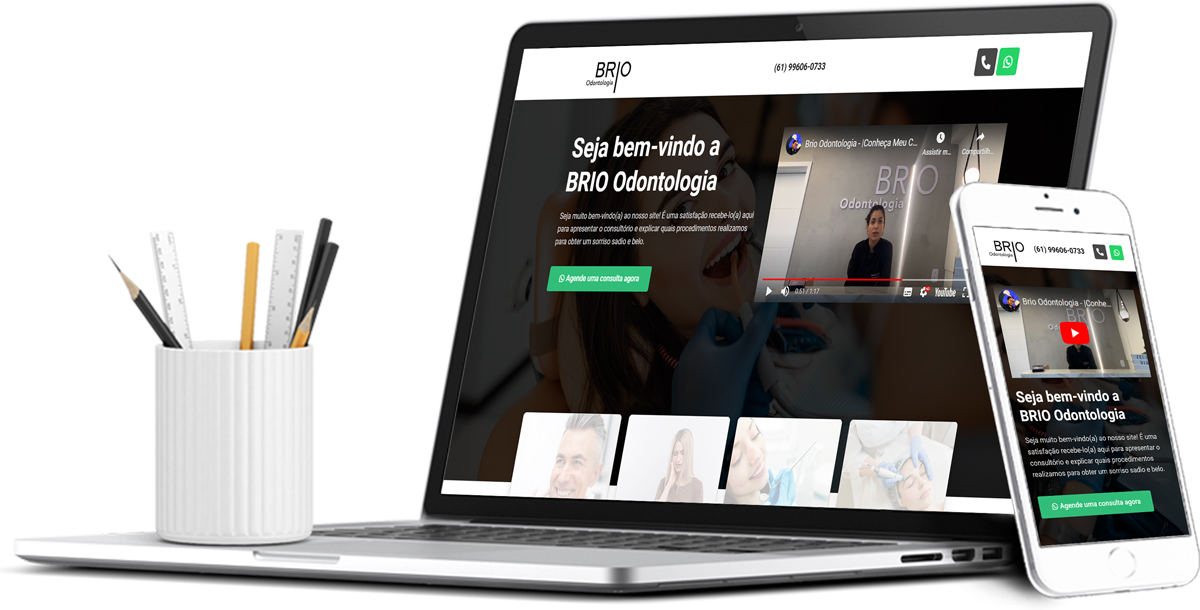 BRIO
Odontologia
(61) 99606-0733
Seja bem-vindo a
BRIO Odontologia
Seja muito bem-vindo(a) ao nosso site! É uma satisfação recebe-lo(a) aqui
para apresentar o consultório e explicar quais procedimentos realizamos
para obter um sorriso sadio e belo.
Agende uma consulta agora
Brio Odontologia - |Conheça Meu C...
Assistir m...
Compartilh...
BRIO
Odontologia
0:51 / 1:17
YouTube
BRIO
Odontologia
(61) 99606-0733
Brio Odontologia - |Conhe...
BRIO
Seja bem-vindo a
BRIO Odontologia
Seja muito bem-vindo(a) ao nosso site! É uma
satisfação recebe-lo(a) aqui para apresentar o
consultório e explicar quais procedimentos
realizamos para obter um sorriso sadio e belo.
Agende uma consulta agora